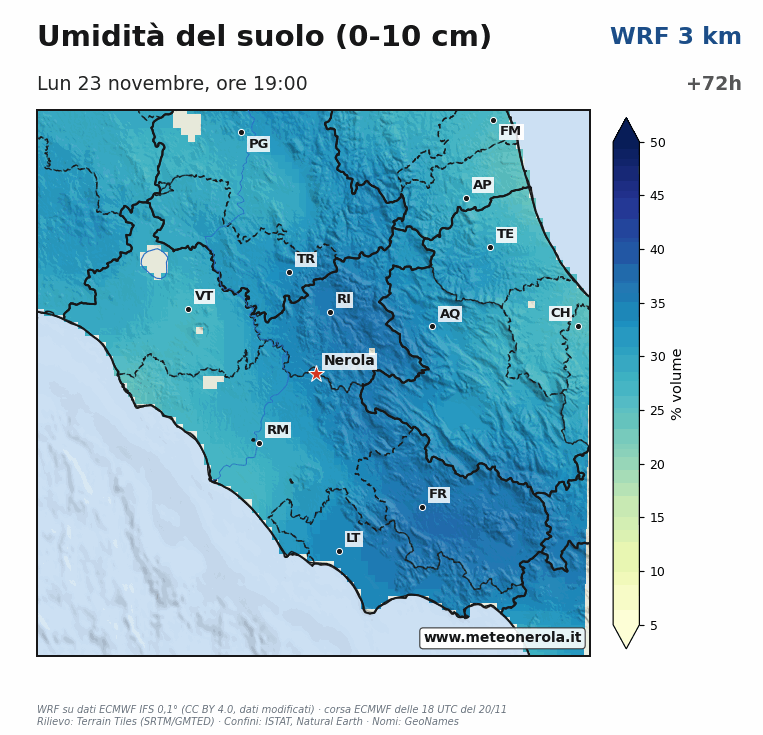 Umidità del suolo (0-10 cm)
WRF 3 km
Lun 23 novembre, ore 19:00
+72h
FM
PG
AP
TE
TR
VT
RI
AQ
CH
Nerola
RM
FR
LT
50
45
40
35
30
25
20
15
10
5
% volume
www.meteonerola.it
WRF su dati ECMWF IFS 0,1° (CC BY 4.0, dati modificati) · corsa ECMWF delle 18 UTC del 20/11
Rilievo: Terrain Tiles (SRTM/GMTED) · Confini: ISTAT, Natural Earth · Nomi: GeoNames